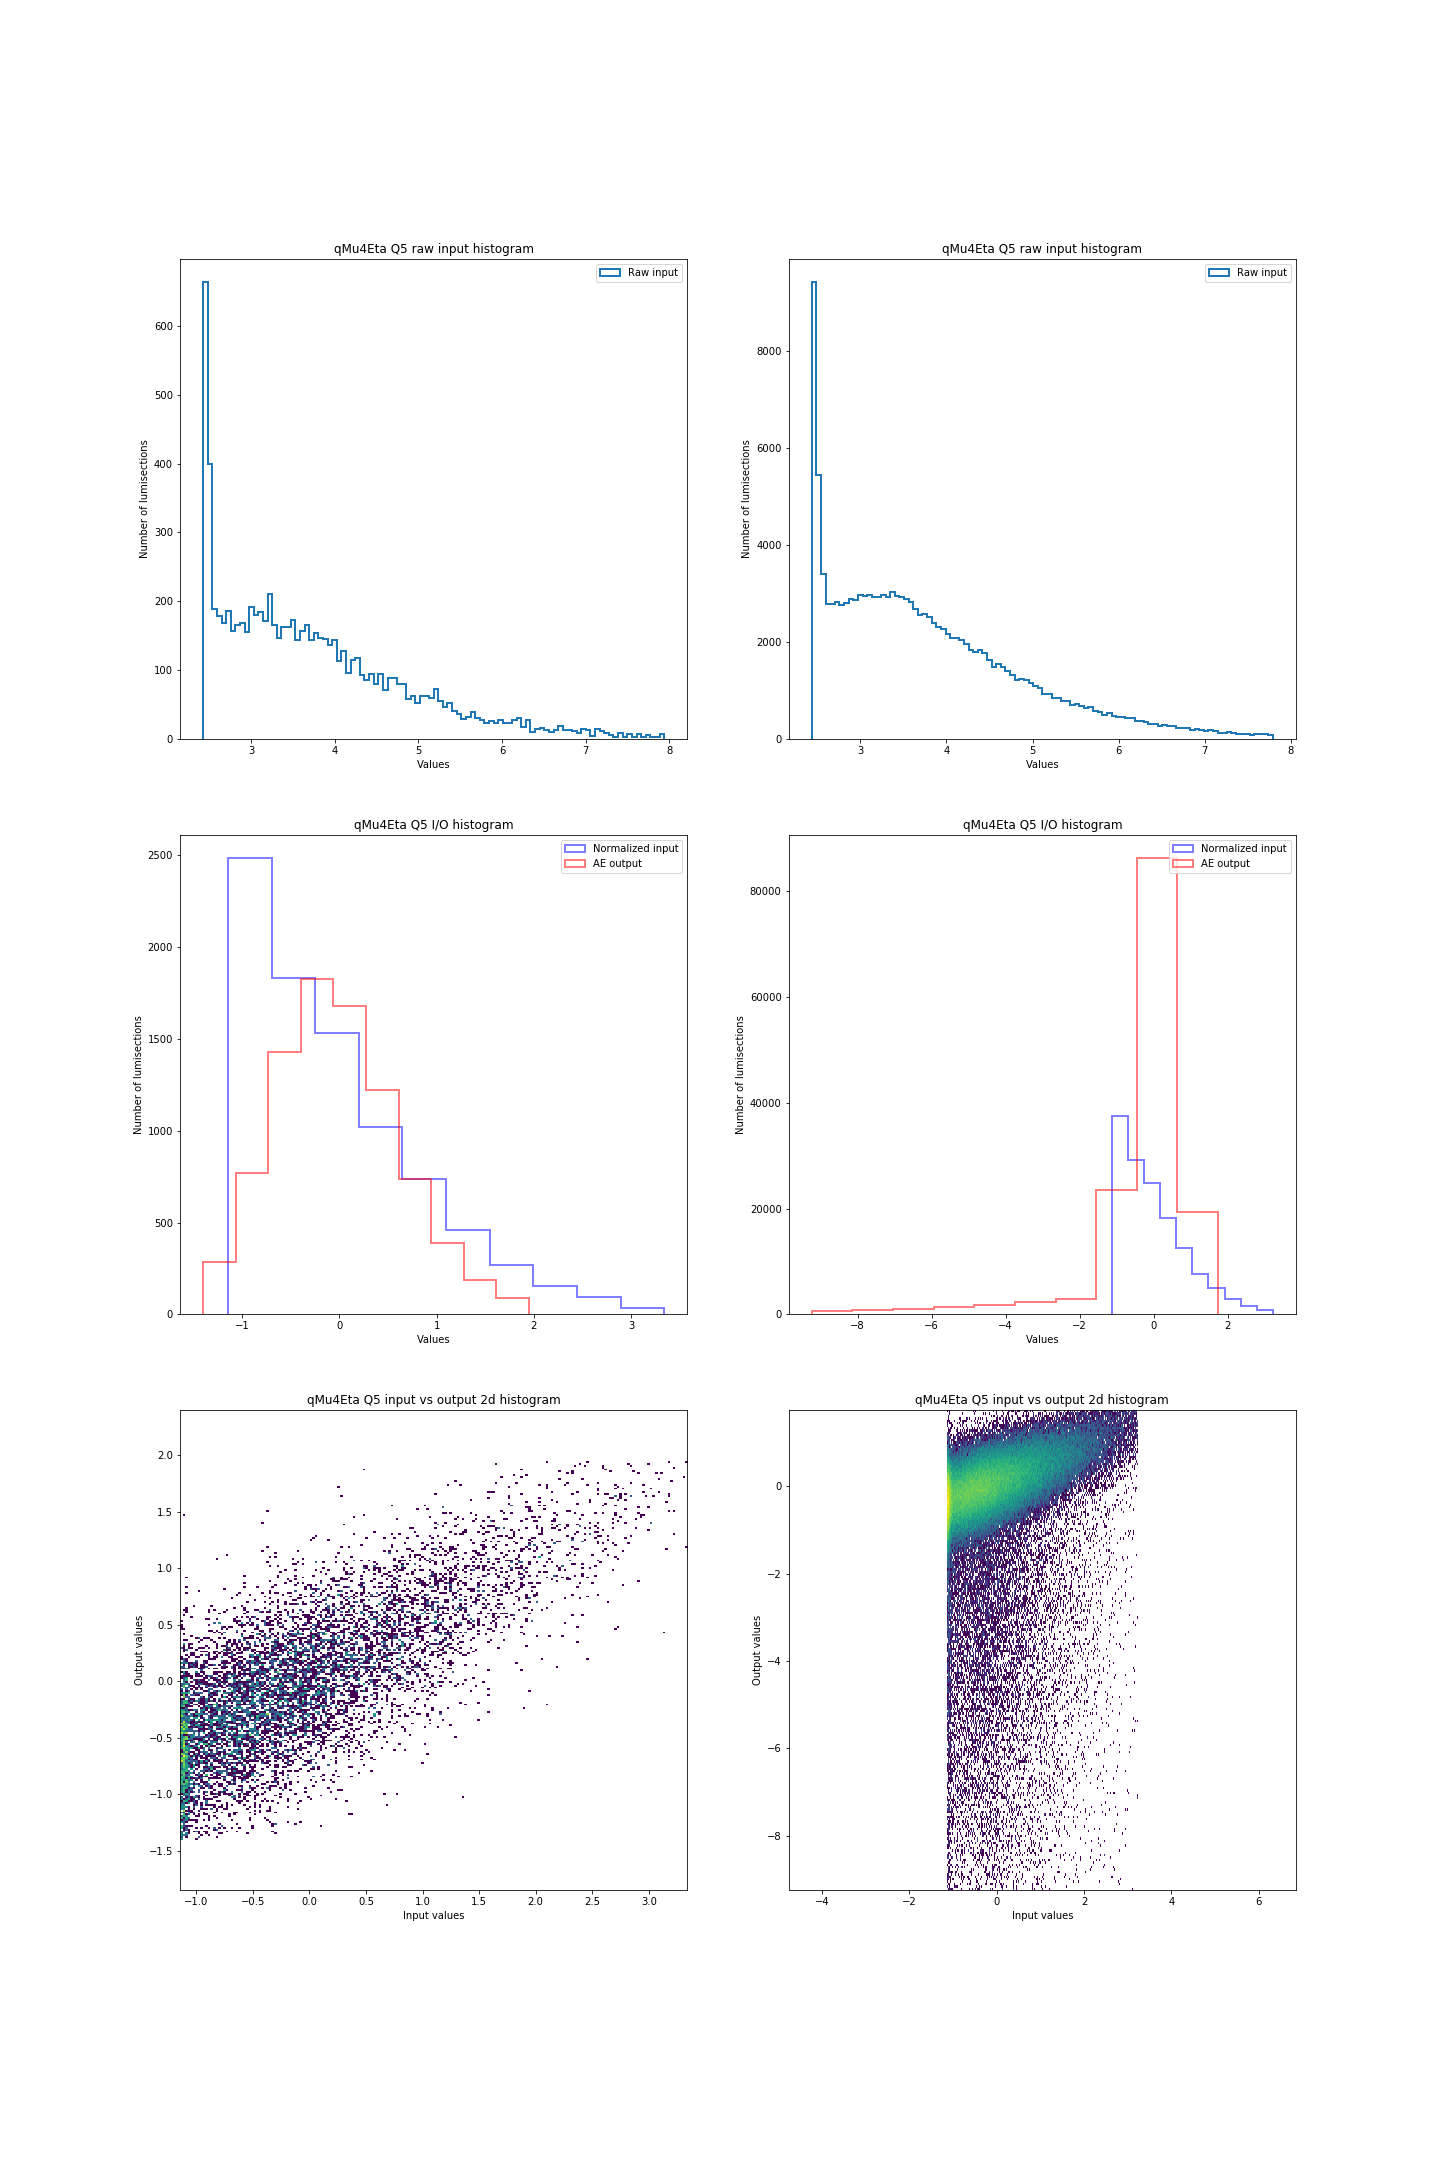 qMu4Eta Q5 raw input histogram
Raw input
Number of lumisections
600
500
400
300
200
100
0
3 4 5 6 7 8
Values
qMu4Eta Q5 raw input histogram
Raw input
Number of lumisections
8000
6000
4000
2000
0
3 4 5 6 7 8
Values
qMu4Eta Q5 I/O histogram
Normalized input
AE output
Number of lumisections
2500
2000
1500
1000
500
0
−1 0 1 2 3
Values
qMu4Eta Q5 I/O histogram
Normalized input
AE output
Number of lumisections
80000
60000
40000
20000
0
−8 −6 −4 −2 0 2
Values
qMu4Eta Q5 input vs output 2d histogram
Output values
2.0
1.5
1.0
0.5
0.0
−0.5
−1.0
−1.5
−1.0 −0.5 0.0 0.5 1.0 1.5 2.0 2.5 3.0
Input values
qMu4Eta Q5 input vs output 2d histogram
Output values
0
−2
−4
−6
−8
−4 −2 0 2 4 6
Input values